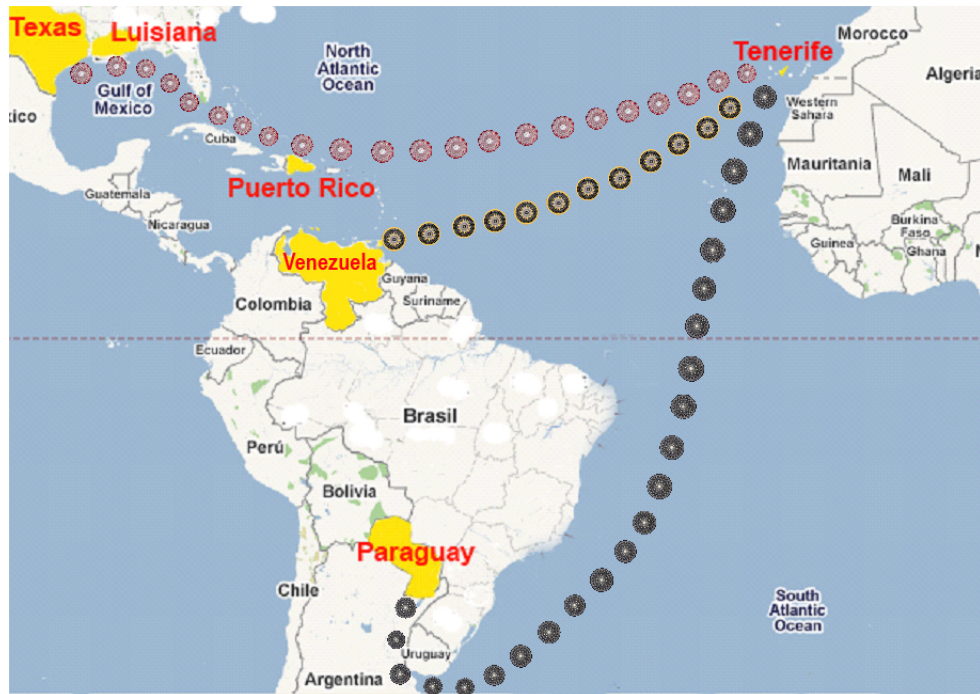 Texas
Luisiana
Tenerife
Morocco
North
Atlantic
Ocean
Algeria
Gulf of
Mexico
xico
Western
Sahara
Cuba
Puerto Rico
Mauritania
Mali
Guatemala
Nicaragua
Burkina
Faso
Guinea
Ghana
N
Venezuela
Guyana
Suriname
Colombia
Ecuador
Brasil
Perú
Bolivia
Paraguay
Chile
South
Atlantic
Ocean
Uruguay
Argentina